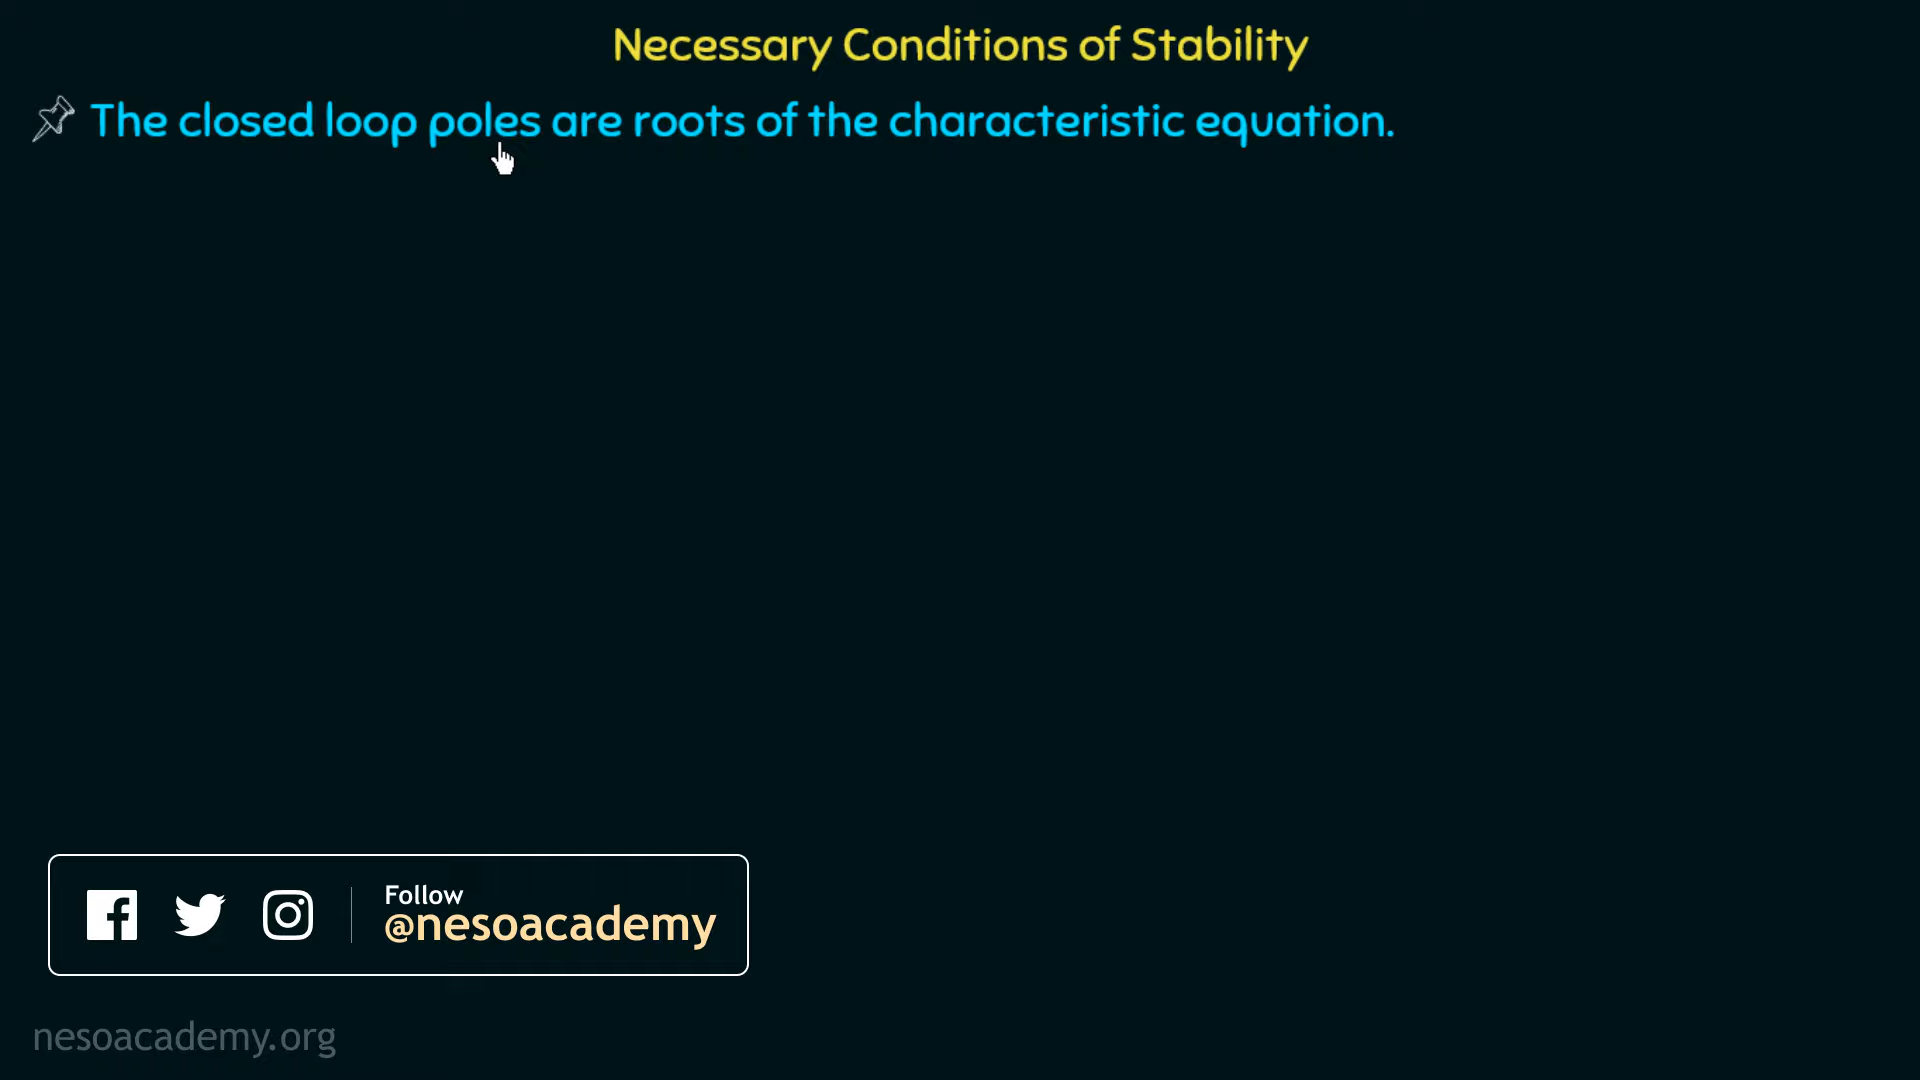 Necessary Conditions of Stability
The closed loop poles are roots of the characteristic equation.
Follow
@nesoacademy
nesoacademy.org